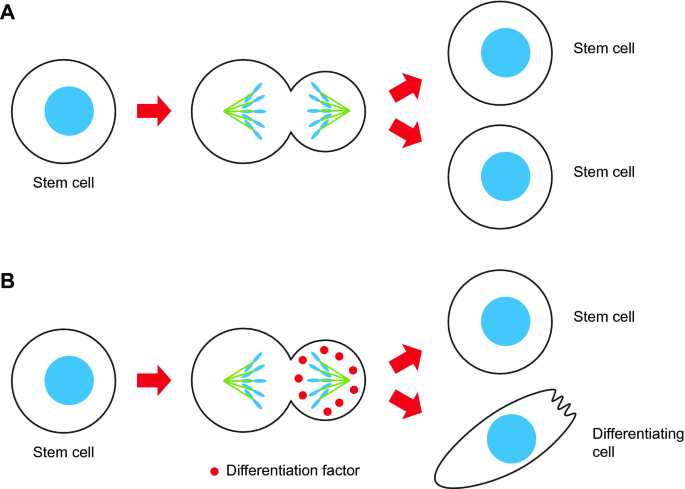 A
Stem cell
Stem cell
Stem cell
B
Stem cell
Stem cell
Differentiating
cell
Differentiation factor